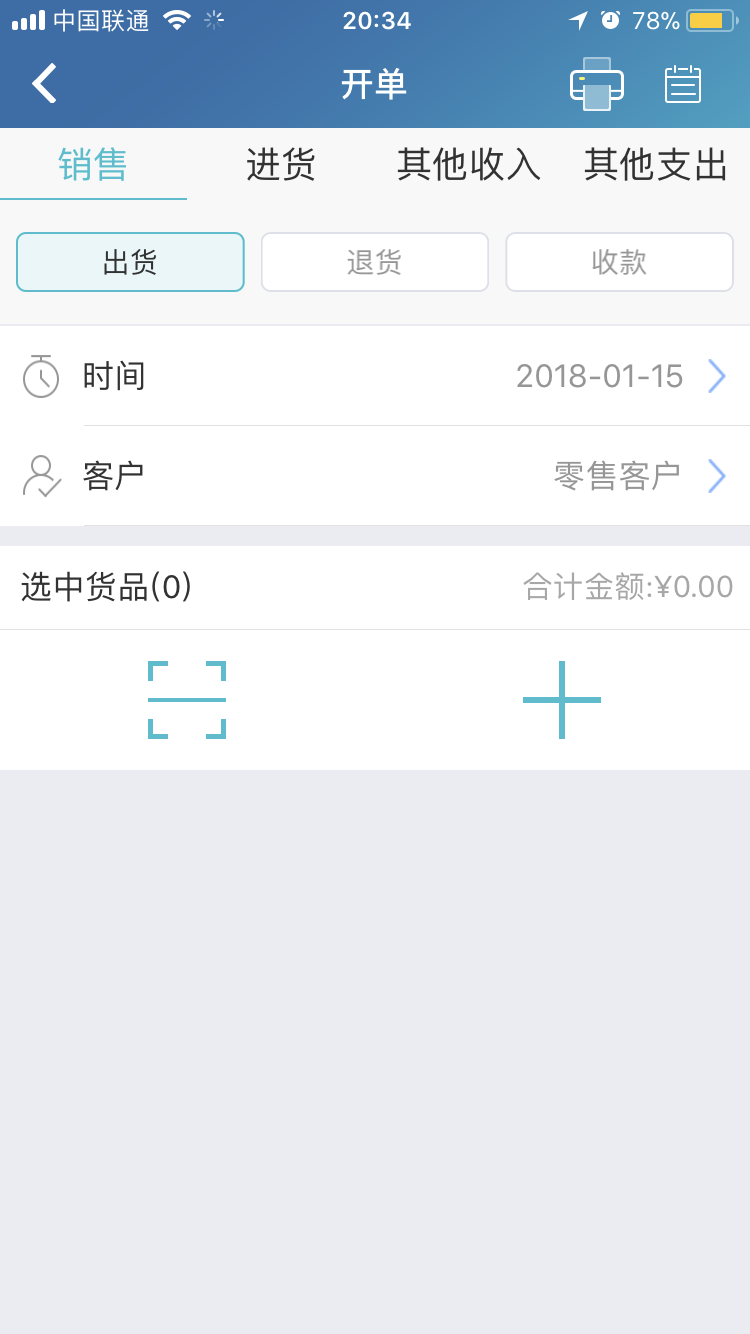 中国联通 20:34 78%
开单
销售 进货 其他收入 其他支出
出货 退货 收款
时间 2018-01-15
客户 零售客户
选中货品(0) 合计金额:¥0.00